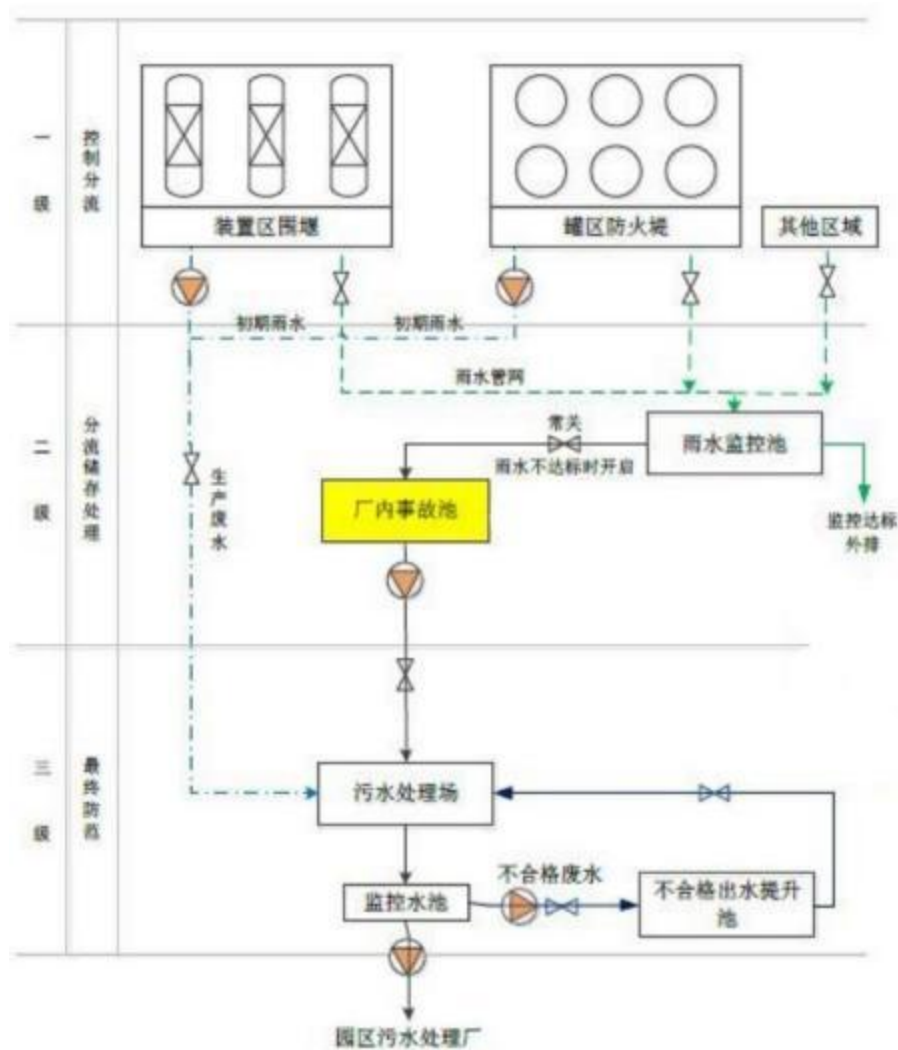 一级
控制分流
装置区围堰
罐区防火堤
其他区域
初期雨水
初期雨水
二级
分流储存处理
雨水管网
常关
雨水监控池
雨水不达标时开启
生产废水
厂内事故池
监控达标
外排
三级
最终防范
污水处理场
不合格废水
监控水池
不合格出水提升
池
园区污水处理厂